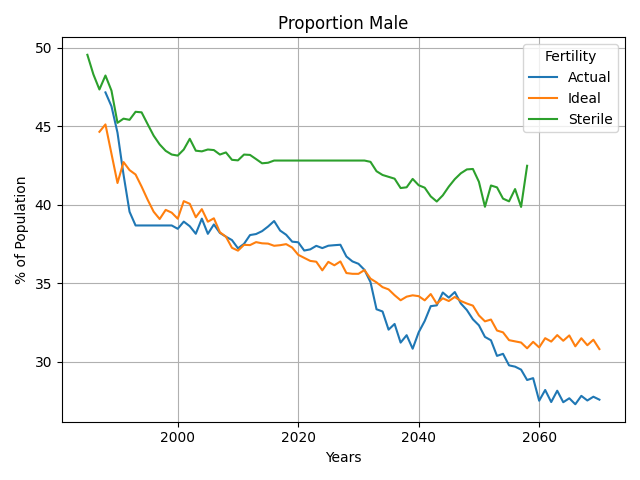 Proportion Male
Fertility
Actual
Ideal
Sterile
% of Population
50
45
40
35
30
2000
2020
2040
2060
Years